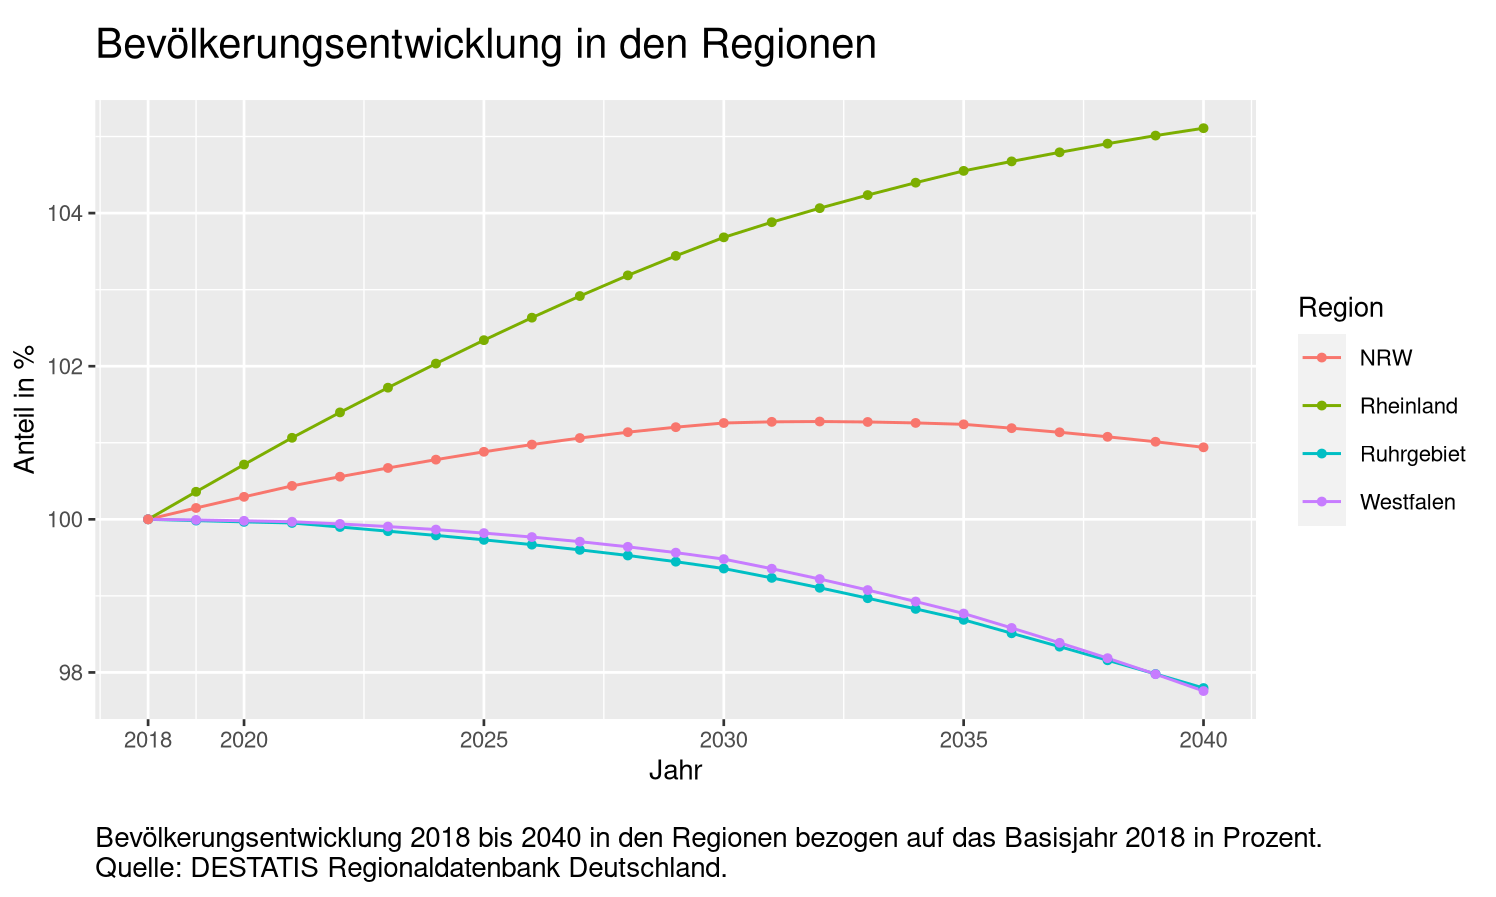 Bevölkerungsentwicklung in den Regionen
Anteil in %
104
102
100
98
2018 2020 2025 2030 2035 2040
Jahr
Region
NRW
Rheinland
Ruhrgebiet
Westfalen
Bevölkerungsentwicklung 2018 bis 2040 in den Regionen bezogen auf das Basisjahr 2018 in Prozent.
Quelle: DESTATIS Regionaldatenbank Deutschland.